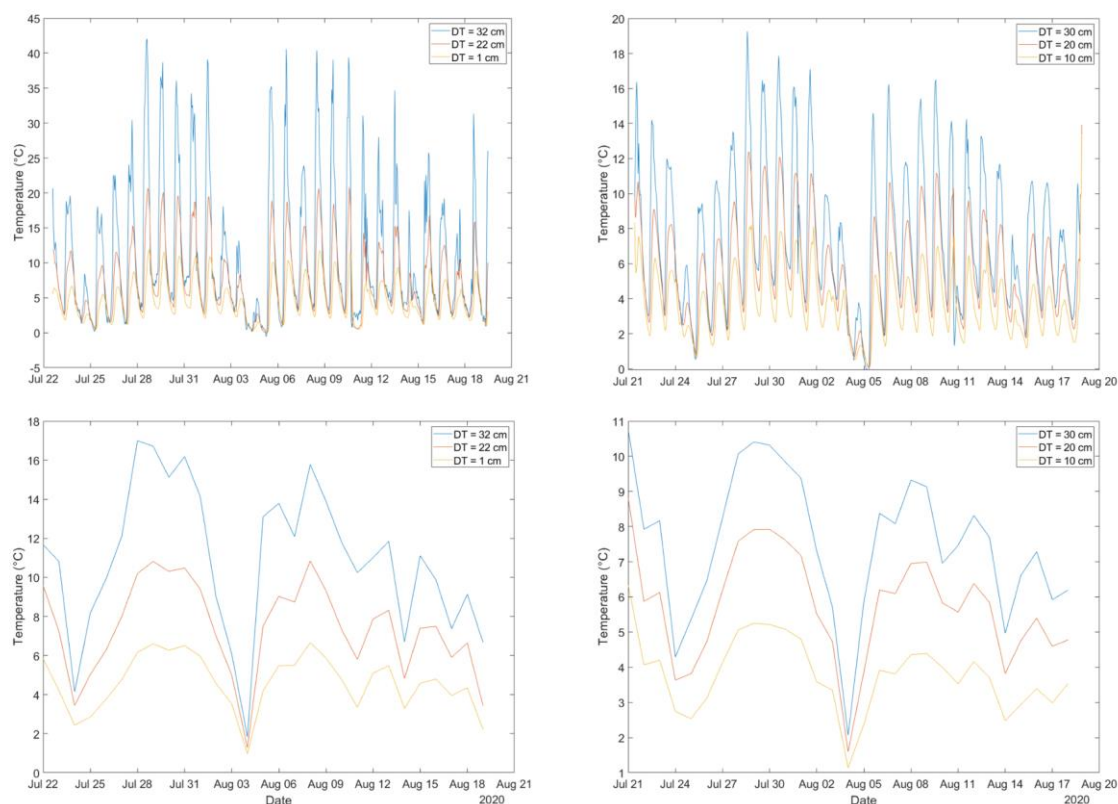 45
40
35
30
25
20
15
10
5
0
-5
Temperature (°C)
DT = 32 cm
DT = 22 cm
DT = 1 cm
Jul 22 Jul 25 Jul 28 Jul 31 Aug 03 Aug 06 Aug 09 Aug 12 Aug 15 Aug 18 Aug 21
20
18
16
14
12
10
8
6
4
2
0
Temperature (°C)
DT = 30 cm
DT = 20 cm
DT = 10 cm
Jul 21 Jul 24 Jul 27 Jul 30 Aug 02 Aug 05 Aug 08 Aug 11 Aug 14 Aug 17 Aug 20
18
16
14
12
10
8
6
4
2
0
Temperature (°C)
DT = 32 cm
DT = 22 cm
DT = 1 cm
Jul 22 Jul 25 Jul 28 Jul 31 Aug 03 Aug 06 Aug 09 Aug 12 Aug 15 Aug 18 Aug 21
Date 2020
11
10
9
8
7
6
5
4
3
2
1
Temperature (°C)
DT = 30 cm
DT = 20 cm
DT = 10 cm
Jul 21 Jul 24 Jul 27 Jul 30 Aug 02 Aug 05 Aug 08 Aug 11 Aug 14 Aug 17 Aug 20
Date 2020